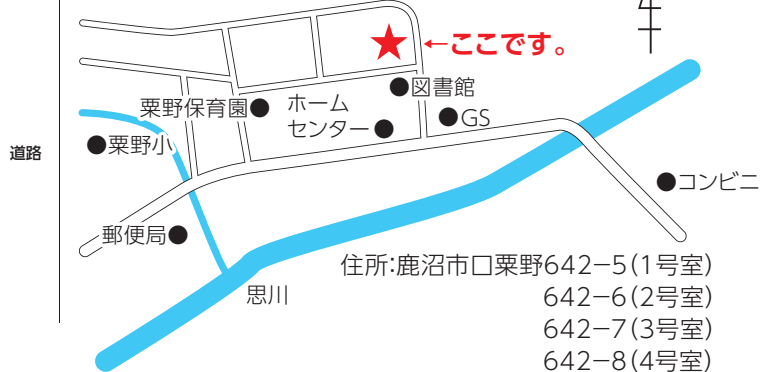 ←ここです。
図書館
粟野保育園
ホーム
センター
GS
道路
粟野小
コンビニ
郵便局
思川
住所:鹿沼市口粟野642−5(1号室)
642−6(2号室)
642−7(3号室)
642−8(4号室)